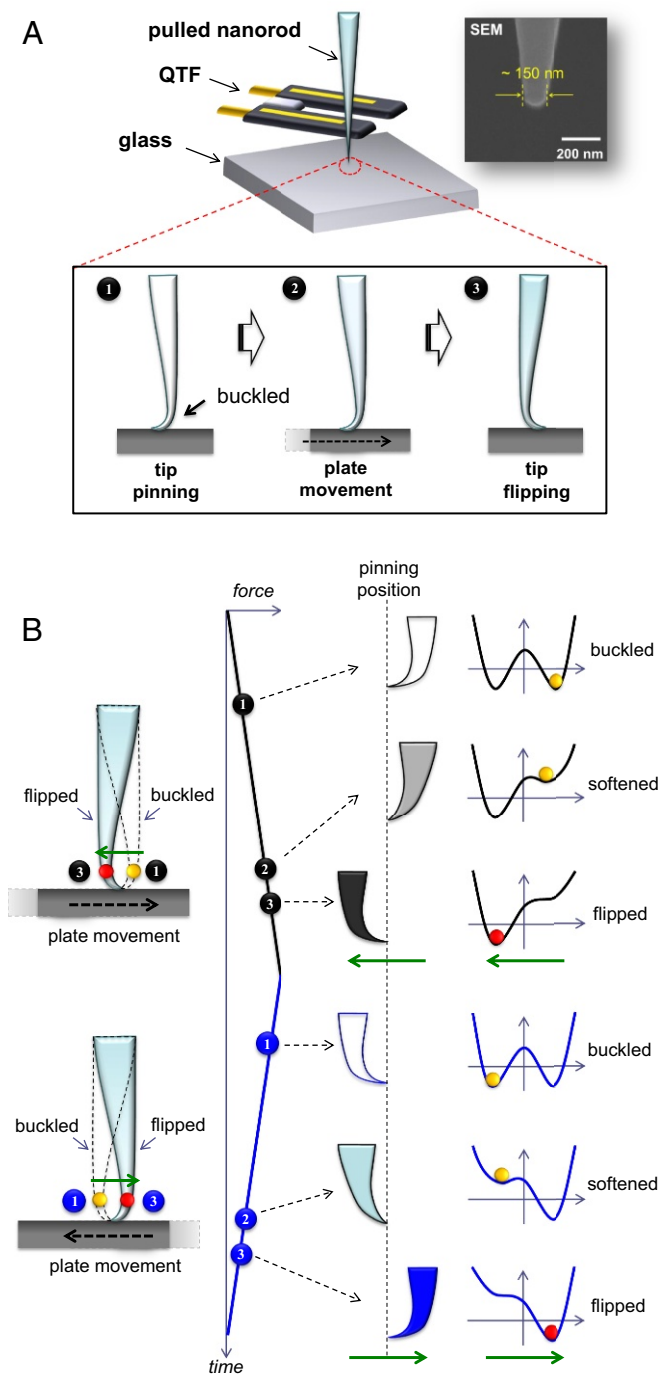 A
pulled nanorod
QTF
glass
SEM
~ 150 nm
200 nm
1
2
3
buckled
tip
pinning
plate
movement
tip
flipping
B
force
pinning
position
1
buckled
flipped
buckled
softened
3
1
2
3
plate movement
flipped
1
buckled
buckled
flipped
softened
1
3
2
3
plate movement
flipped
time